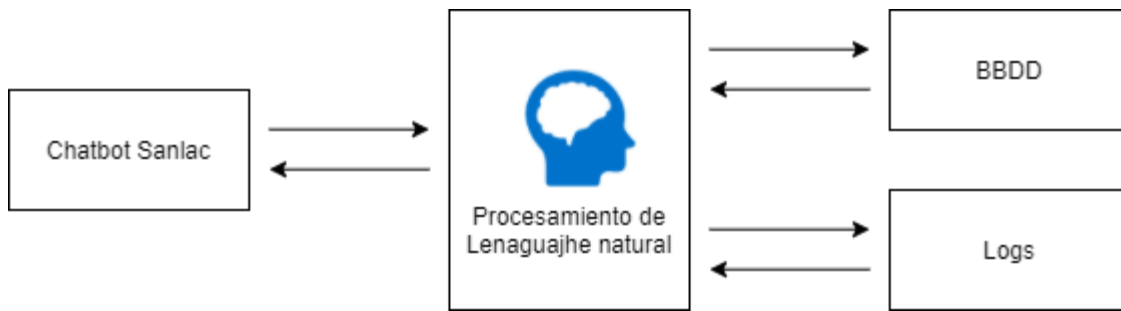 Chatbot Sanlac
Procesamiento de
Lenaguajhe natural
BBDD
Logs